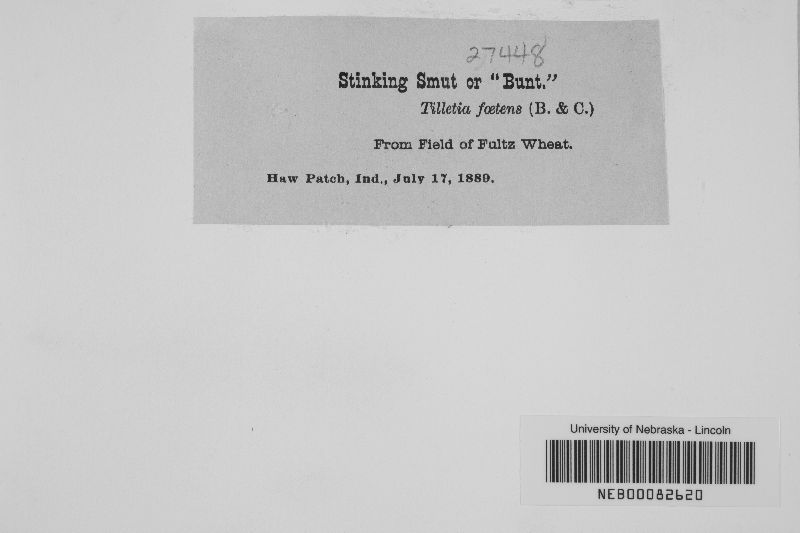 27448
Stinking Smut or "Bunt."
Tilletia fœtens (B. & C.)
From Field of Fultz Wheat.
Haw Patch, Ind., July 17, 1889.
University of Nebraska - Lincoln
NEB00082620